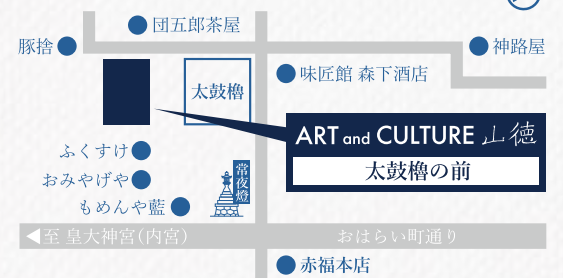 団五郎茶屋
豚捨
神路屋
味匠館 森下酒店
太鼓櫓
ART and CULTURE 山徳
太鼓櫓の前
ふくすけ
おみやげや
常夜燈
もめんや藍
至 皇大神宮(内宮)
おはらい町通り
赤福本店